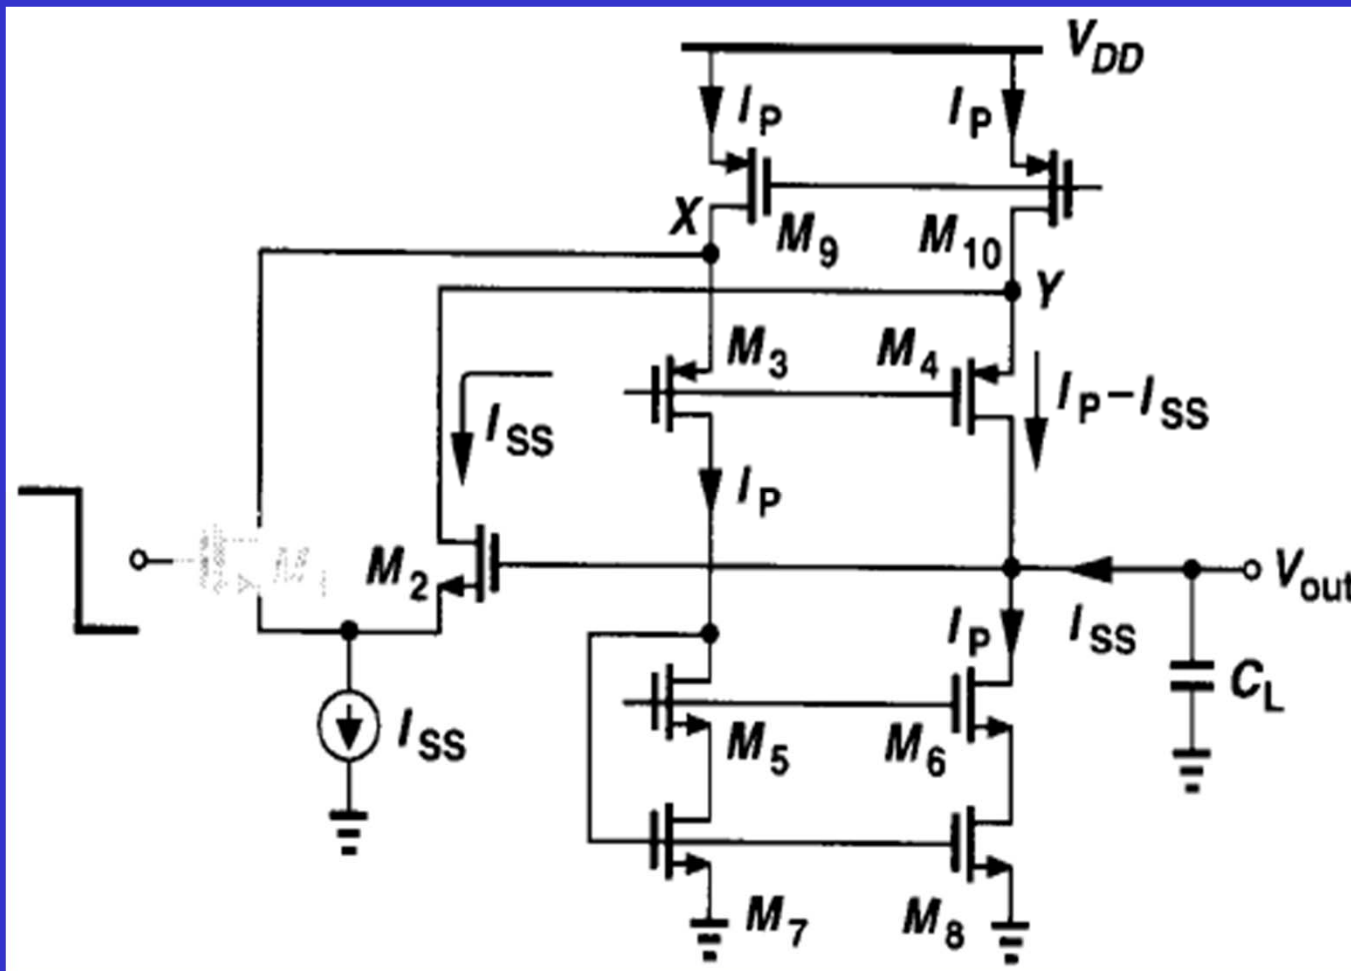 V_DD
I_P
I_P
X
M_9
M_10
Y
M_3
M_4
I_P – I_SS
I_SS
I_P
M_2
V_out
I_P
I_SS
C_L
I_SS
M_5
M_6
M_7
M_8